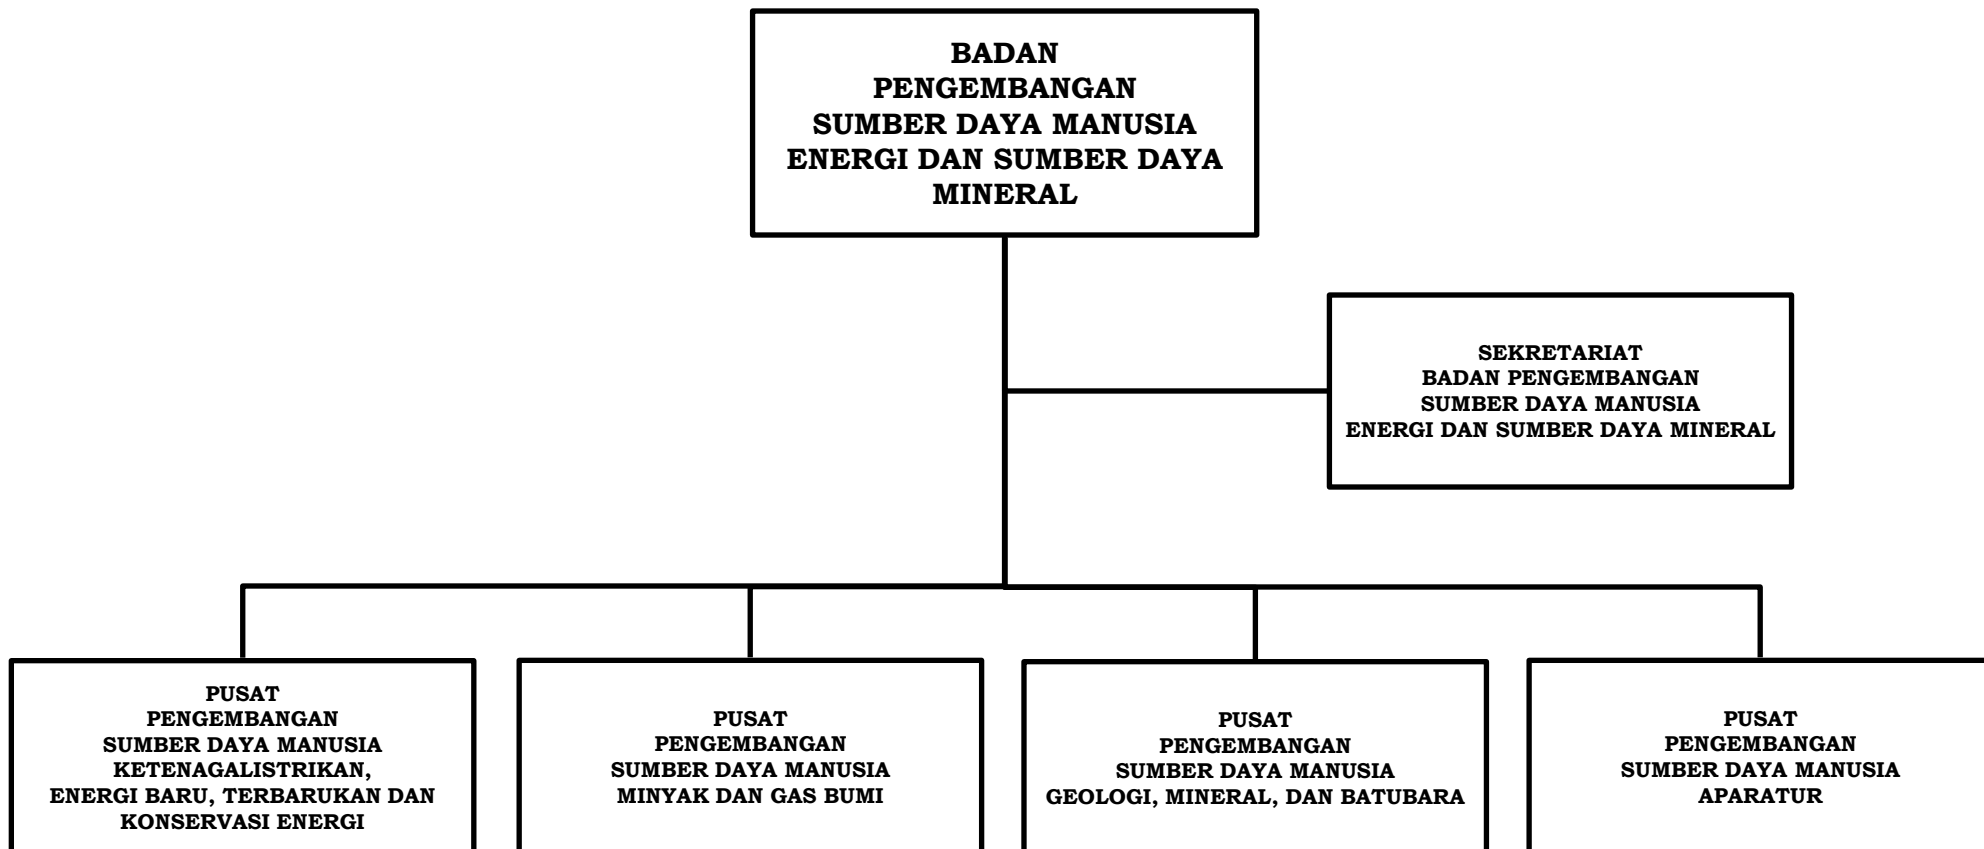 BADAN
PENGEMBANGAN
SUMBER DAYA MANUSIA
ENERGI DAN SUMBER DAYA
MINERAL
SEKRETARIAT
BADAN PENGEMBANGAN
SUMBER DAYA MANUSIA
ENERGI DAN SUMBER DAYA MINERAL
PUSAT
PENGEMBANGAN
SUMBER DAYA MANUSIA
KETENAGALISTRIKAN,
ENERGI BARU, TERBARUKAN DAN
KONSERVASI ENERGI
PUSAT
PENGEMBANGAN
SUMBER DAYA MANUSIA
MINYAK DAN GAS BUMI
PUSAT
PENGEMBANGAN
SUMBER DAYA MANUSIA
GEOLOGI, MINERAL, DAN BATUBARA
PUSAT
PENGEMBANGAN
SUMBER DAYA MANUSIA
APARATUR